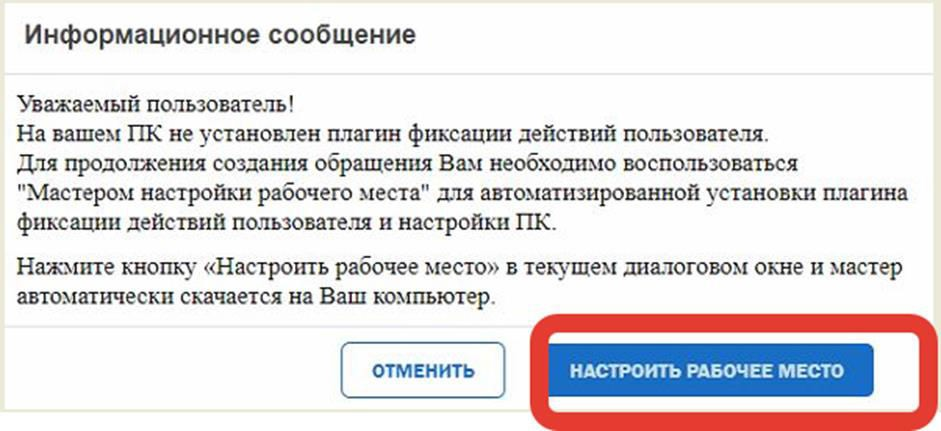 Информационное сообщение
Уважаемый пользователь!
На вашем ПК не установлен плагин фиксации действий пользователя.
Для продолжения создания обращения Вам необходимо воспользоваться
"Мастером настройки рабочего места" для автоматизированной установки плагина
фиксации действий пользователя и настройки ПК.
Нажмите кнопку «Настроить рабочее место» в текущем диалоговом окне и мастер
автоматически скачается на Ваш компьютер.
ОТМЕНИТЬ
НАСТРОИТЬ РАБОЧЕЕ МЕСТО